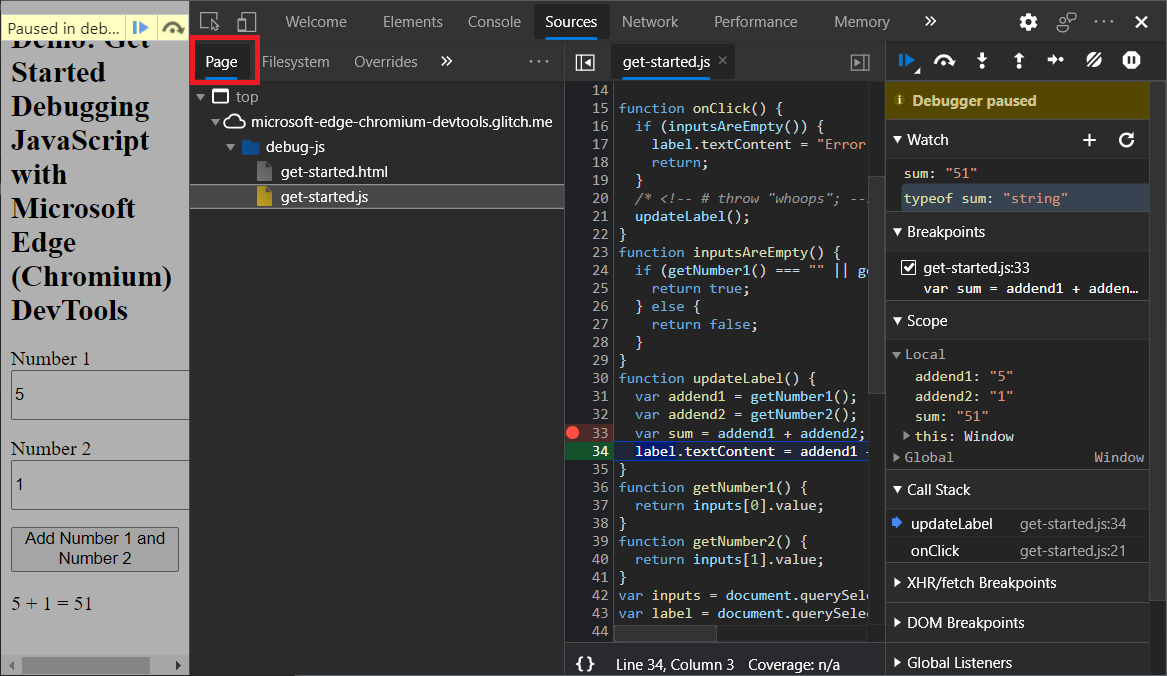 Paused in deb...
Demo: Get
Started
Debugging
JavaScript
with
Microsoft
Edge
(Chromium)
DevTools
Number 1
5
Number 2
1
Add Number 1 and
Number 2
5 + 1 = 51
Welcome Elements Console Sources Network Performance Memory
Page Filesystem Overrides
top
microsoft-edge-chromium-devtools.glitch.me
debug-js
get-started.html
get-started.js
get-started.js
14
15 function onClick() {
16 if (inputsAreEmpty()) {
17 label.textContent = "Error
18 return;
19 }
20 /* <!-- # throw "whoops"; --
21 updateLabel();
22 }
23 function inputsAreEmpty() {
24 if (getNumber1() === "" || ge
25 return true;
26 } else {
27 return false;
28 }
29 }
30 function updateLabel() {
31 var addend1 = getNumber1();
32 var addend2 = getNumber2();
33 var sum = addend1 + addend2;
34 label.textContent = addend1 +
35 }
36 function getNumber1() {
37 return inputs[0].value;
38 }
39 function getNumber2() {
40 return inputs[1].value;
41 }
42 var inputs = document.querySele
43 var label = document.querySelec
44
{} Line 34, Column 3 Coverage: n/a
Debugger paused
Watch
sum: "51"
typeof sum: "string"
Breakpoints
get-started.js:33
var sum = addend1 + adden…
Scope
Local
addend1: "5"
addend2: "1"
sum: "51"
this: Window
Global Window
Call Stack
updateLabel get-started.js:34
onClick get-started.js:21
XHR/fetch Breakpoints
DOM Breakpoints
Global Listeners